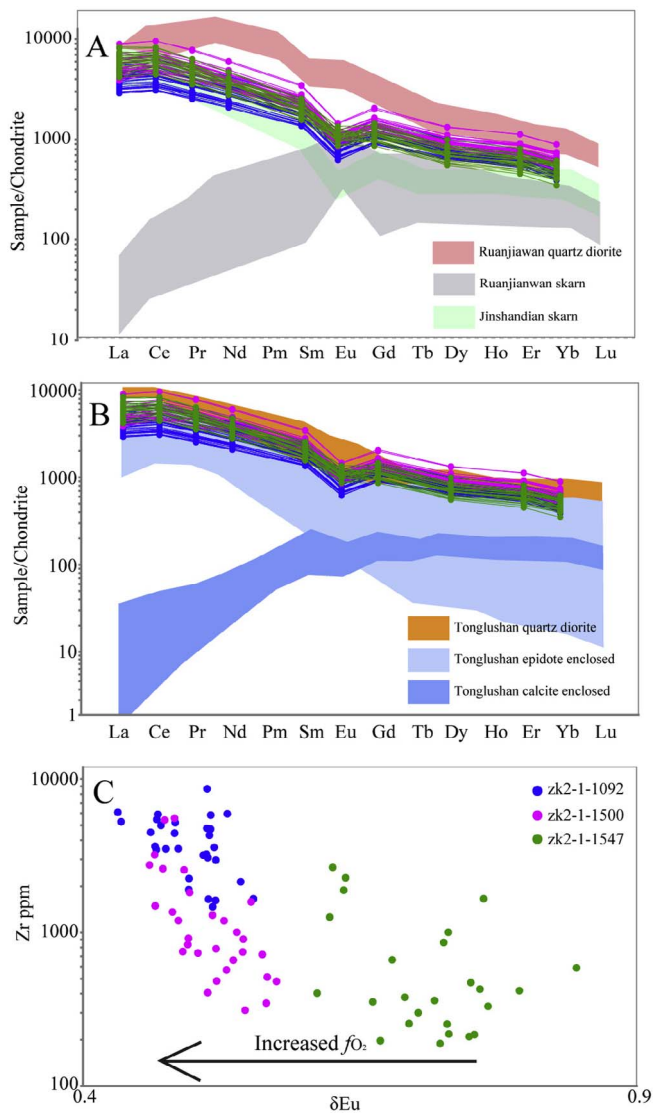 A
10000
1000
100
10
Sample/Chondrite
Ruanjiawan quartz diorite
Ruanjianwan skarn
Jinshandian skarn
La Ce Pr Nd Pm Sm Eu Gd Tb Dy Ho Er Yb Lu
B
10000
1000
100
10
1
Sample/Chondrite
Tonglushan quartz diorite
Tonglushan epidote enclosed
Tonglushan calcite enclosed
La Ce Pr Nd Pm Sm Eu Gd Tb Dy Ho Er Yb Lu
C
10000
1000
100
Zr ppm
zk2-1-1092
zk2-1-1500
zk2-1-1547
Increased fO₂
0.4 0.9
δEu